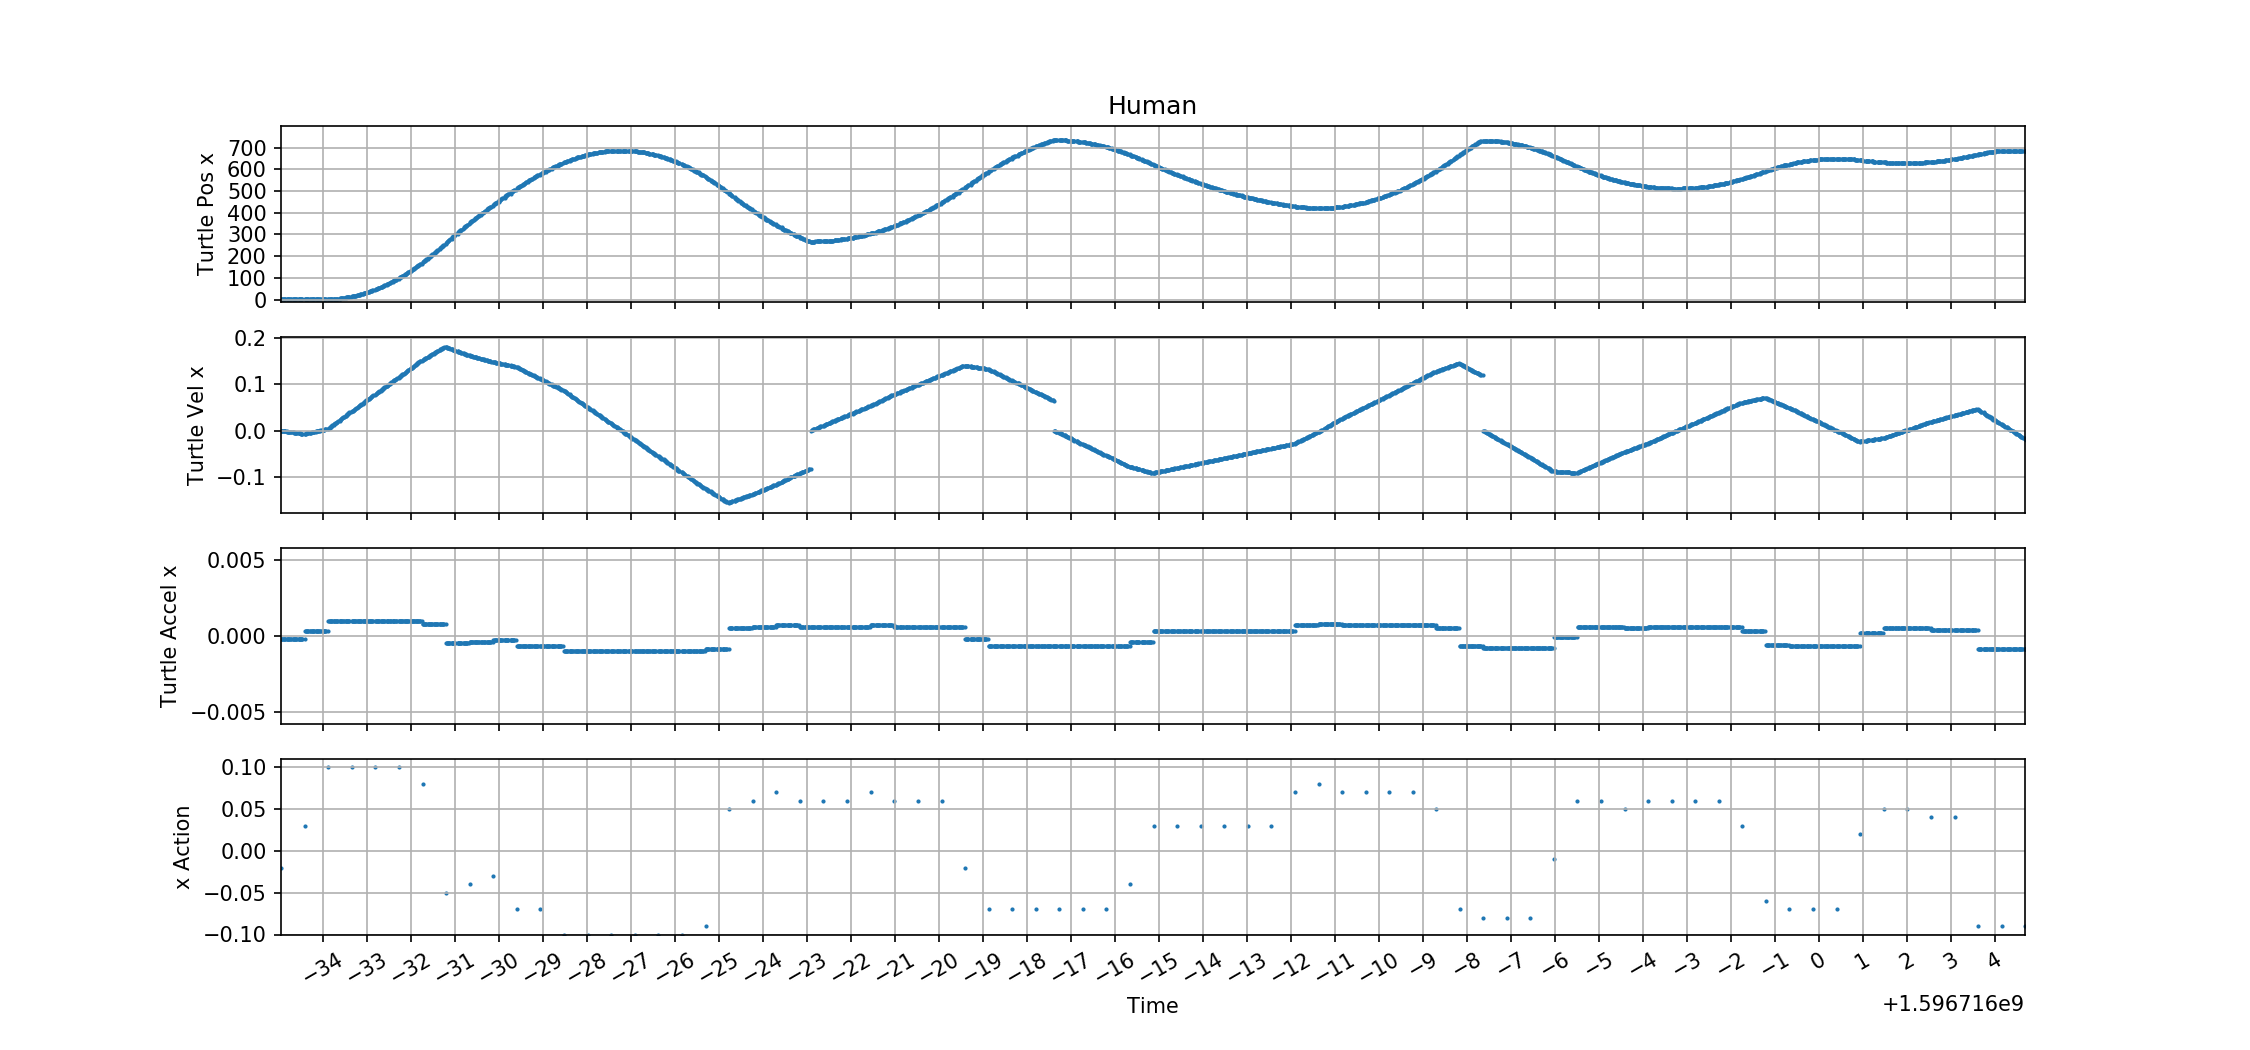 Human
Turtle Pos x
700
600
500
400
300
200
100
0
Turtle Vel x
0.2
0.1
0.0
−0.1
Turtle Accel x
0.005
0.000
−0.005
x Action
0.10
0.05
0.00
−0.05
−0.10
−34 −33 −32 −31 −30 −29 −28 −27 −26 −25 −24 −23 −22 −21 −20 −19 −18 −17 −16 −15 −14 −13 −12 −11 −10 −9 −8 −7 −6 −5 −4 −3 −2 −1 0 1 2 3 4
Time
+1.596716e9